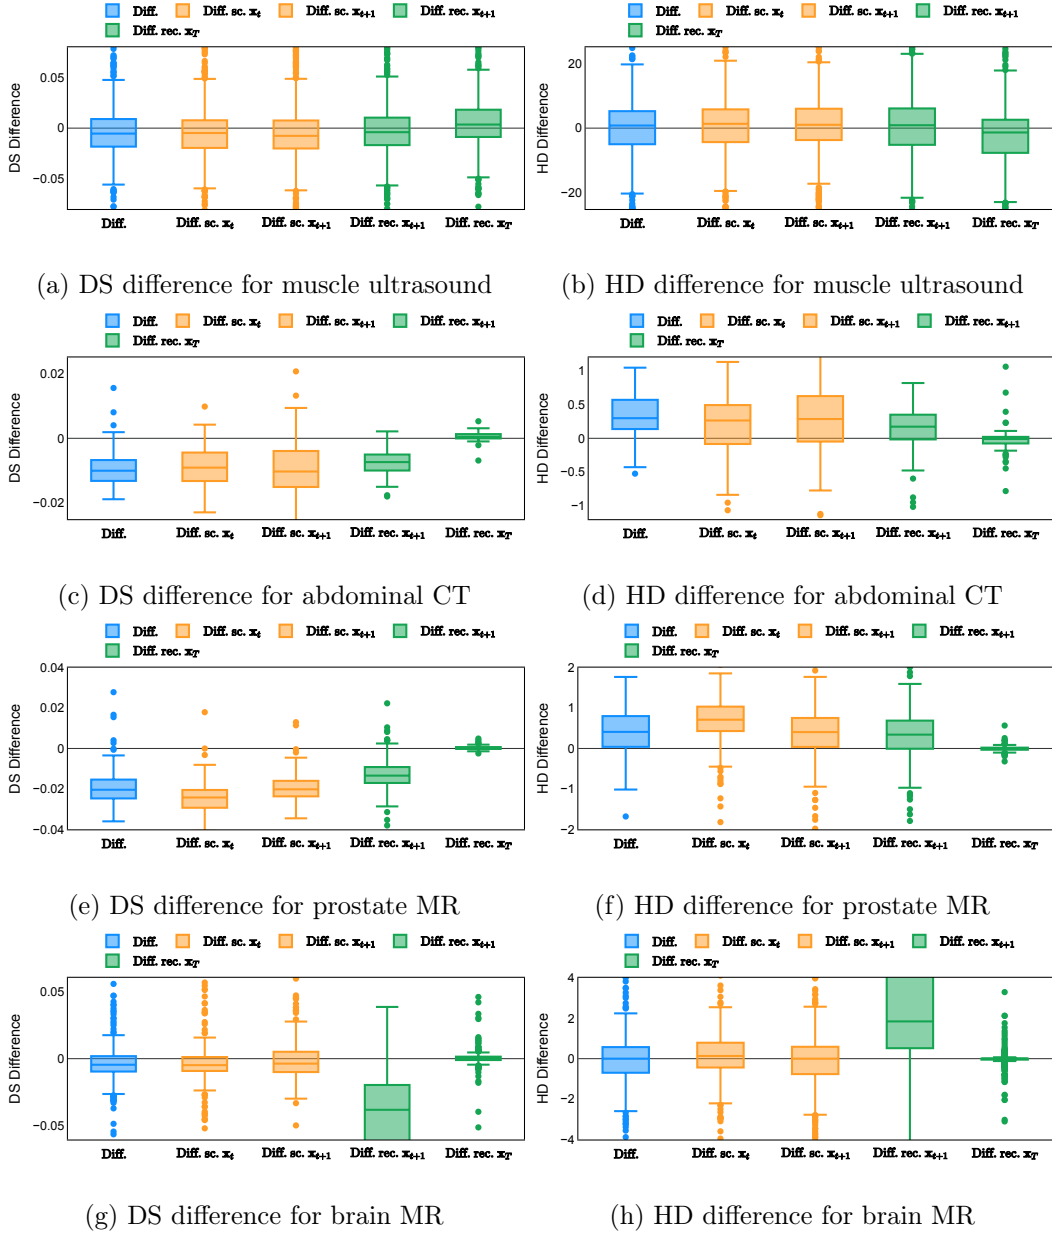 Diff. Diff. sc. x_t Diff. sc. x_{t+1} Diff. rec. x_{t+1}
Diff. rec. x_T
DS Difference
0.05
0
−0.05
Diff. Diff. sc. x_t Diff. sc. x_{t+1} Diff. rec. x_{t+1} Diff. rec. x_T
(a) DS difference for muscle ultrasound
Diff. Diff. sc. x_t Diff. sc. x_{t+1} Diff. rec. x_{t+1}
Diff. rec. x_T
HD Difference
20
0
−20
Diff. Diff. sc. x_t Diff. sc. x_{t+1} Diff. rec. x_{t+1} Diff. rec. x_T
(b) HD difference for muscle ultrasound
Diff. Diff. sc. x_t Diff. sc. x_{t+1} Diff. rec. x_{t+1}
Diff. rec. x_T
DS Difference
0.02
0
−0.02
Diff. Diff. sc. x_t Diff. sc. x_{t+1} Diff. rec. x_{t+1} Diff. rec. x_T
(c) DS difference for abdominal CT
Diff. Diff. sc. x_t Diff. sc. x_{t+1} Diff. rec. x_{t+1}
Diff. rec. x_T
HD Difference
1
0.5
0
−0.5
−1
Diff. Diff. sc. x_t Diff. sc. x_{t+1} Diff. rec. x_{t+1} Diff. rec. x_T
(d) HD difference for abdominal CT
Diff. Diff. sc. x_t Diff. sc. x_{t+1} Diff. rec. x_{t+1}
Diff. rec. x_T
DS Difference
0.04
0.02
0
−0.02
−0.04
Diff. Diff. sc. x_t Diff. sc. x_{t+1} Diff. rec. x_{t+1} Diff. rec. x_T
(e) DS difference for prostate MR
Diff. Diff. sc. x_t Diff. sc. x_{t+1} Diff. rec. x_{t+1}
Diff. rec. x_T
HD Difference
2
1
0
−1
−2
Diff. Diff. sc. x_t Diff. sc. x_{t+1} Diff. rec. x_{t+1} Diff. rec. x_T
(f) HD difference for prostate MR
Diff. Diff. sc. x_t Diff. sc. x_{t+1} Diff. rec. x_{t+1}
Diff. rec. x_T
DS Difference
0.05
0
−0.05
Diff. Diff. sc. x_t Diff. sc. x_{t+1} Diff. rec. x_{t+1} Diff. rec. x_T
(g) DS difference for brain MR
Diff. Diff. sc. x_t Diff. sc. x_{t+1} Diff. rec. x_{t+1}
Diff. rec. x_T
HD Difference
4
2
0
−2
−4
Diff. Diff. sc. x_t Diff. sc. x_{t+1} Diff. rec. x_{t+1} Diff. rec. x_T
(h) HD difference for brain MR